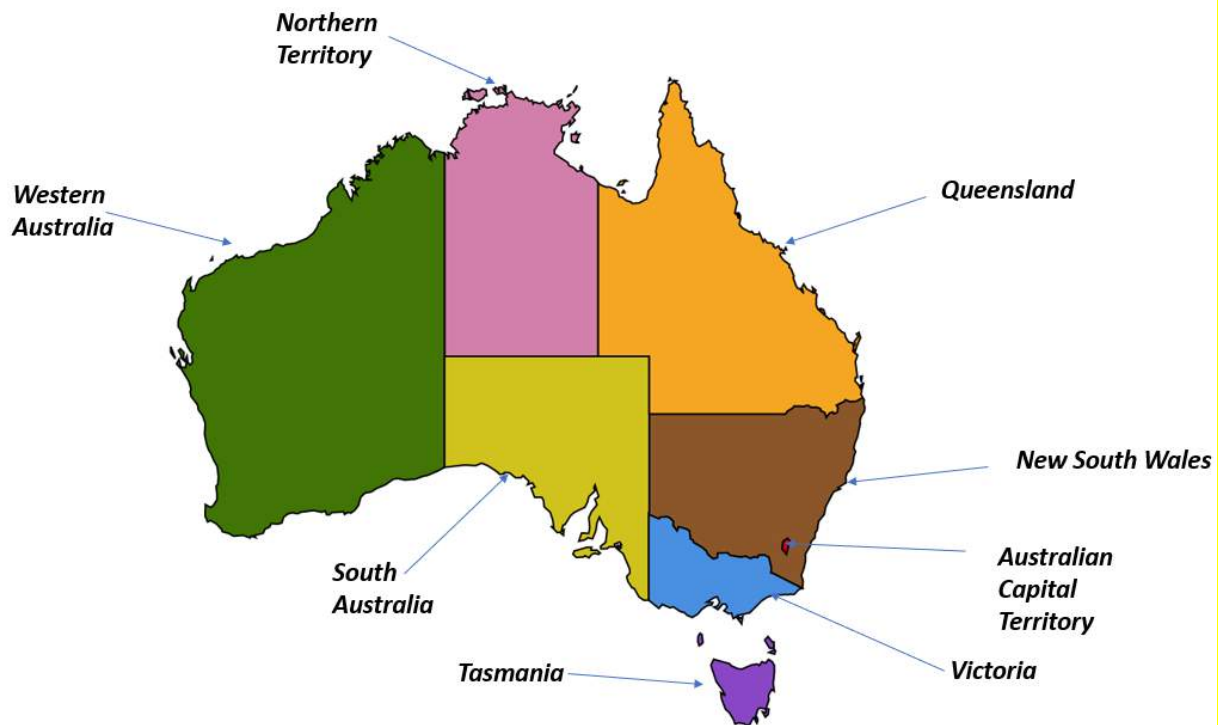 Northern
Territory
Western
Australia
Queensland
New South Wales
South
Australia
Australian
Capital
Territory
Tasmania
Victoria